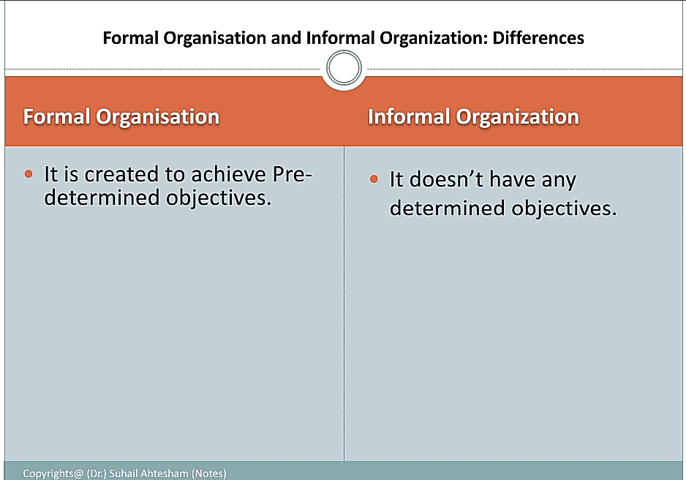 Formal Organisation and Informal Organization: Differences
Formal Organisation
Informal Organization
• It is created to achieve Pre-
determined objectives.
• It doesn’t have any
determined objectives.
Copyrights@ (Dr.) Suhail Ahtesham (Notes)